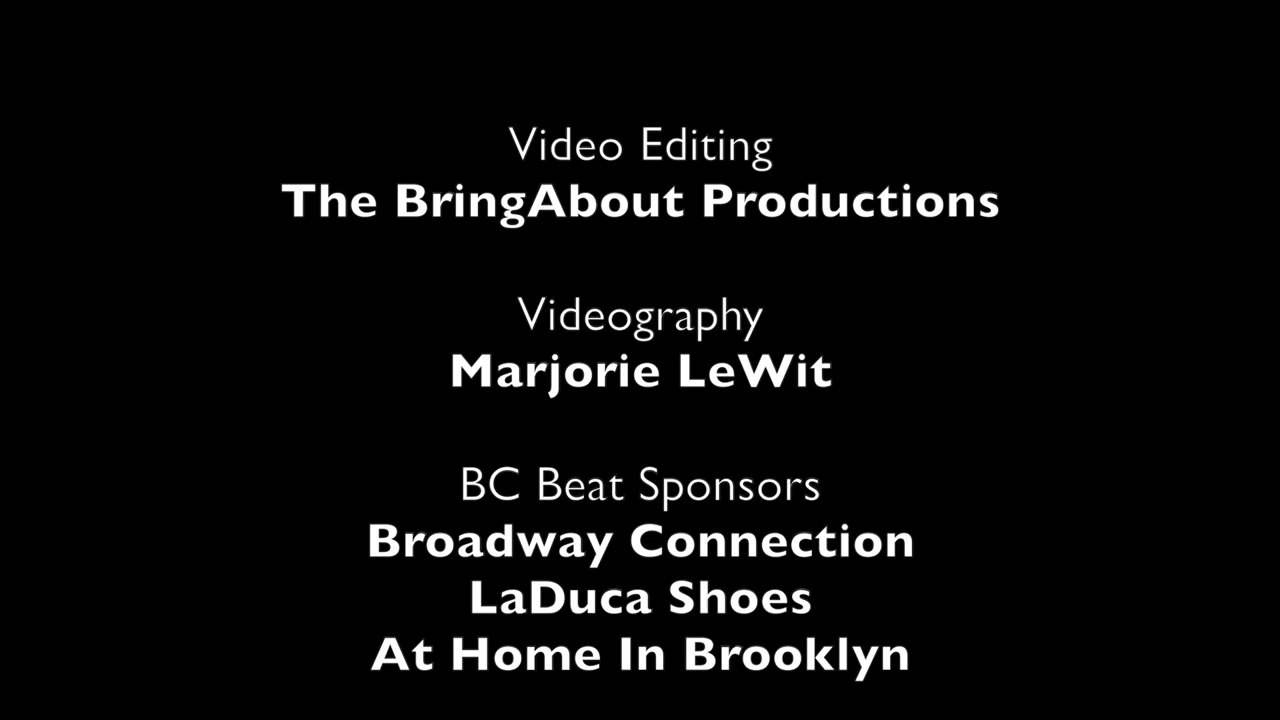 Video Editing
The BringAbout Productions
Videography
Marjorie LeWit
BC Beat Sponsors
Broadway Connection
LaDuca Shoes
At Home In Brooklyn